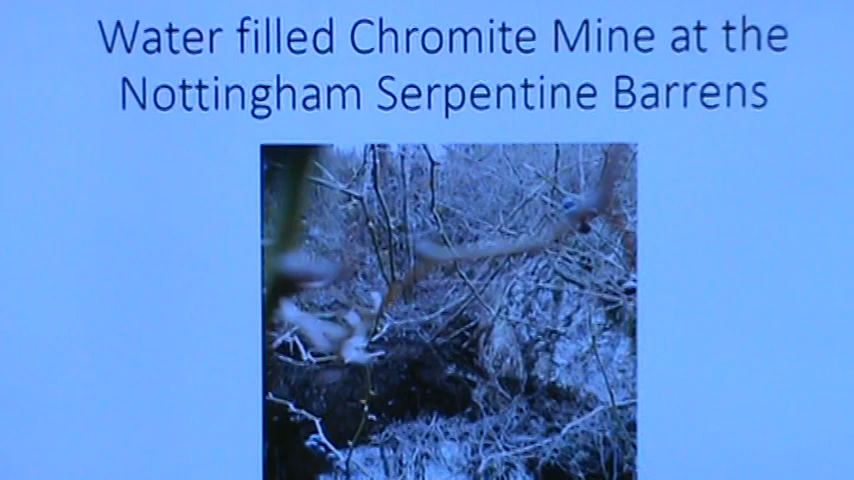 Water filled Chromite Mine at the
Nottingham Serpentine Barrens